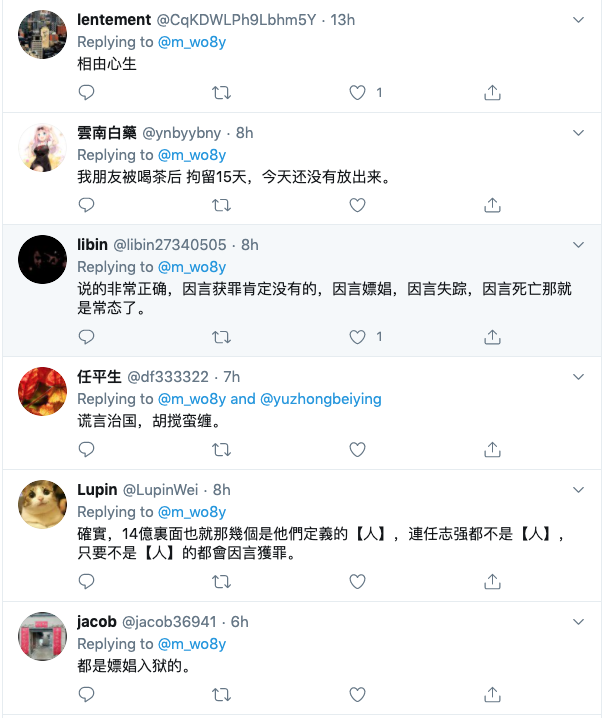 lentement @CqKDWLPh9Lbhm5Y · 13h
Replying to @m_wo8y
相由心生
1
雲南白藥 @ynbyybny · 8h
Replying to @m_wo8y
我朋友被喝茶后 拘留15天，今天还没有放出来。
libin @libin27340505 · 8h
Replying to @m_wo8y
说的非常正确，因言获罪肯定没有的，因言嫖娼，因言失踪，因言死亡那就
是常态了。
1
任平生 @df333322 · 7h
Replying to @m_wo8y and @yuzhongbeiying
谎言治国，胡搅蛮缠。
Lupin @LupinWei · 8h
Replying to @m_wo8y
確實，14億裏面也就那幾個是他們定義的【人】，連任志强都不是【人】，
只要不是【人】的都會因言獲罪。
jacob @jacob36941 · 6h
Replying to @m_wo8y
都是嫖娼入狱的。